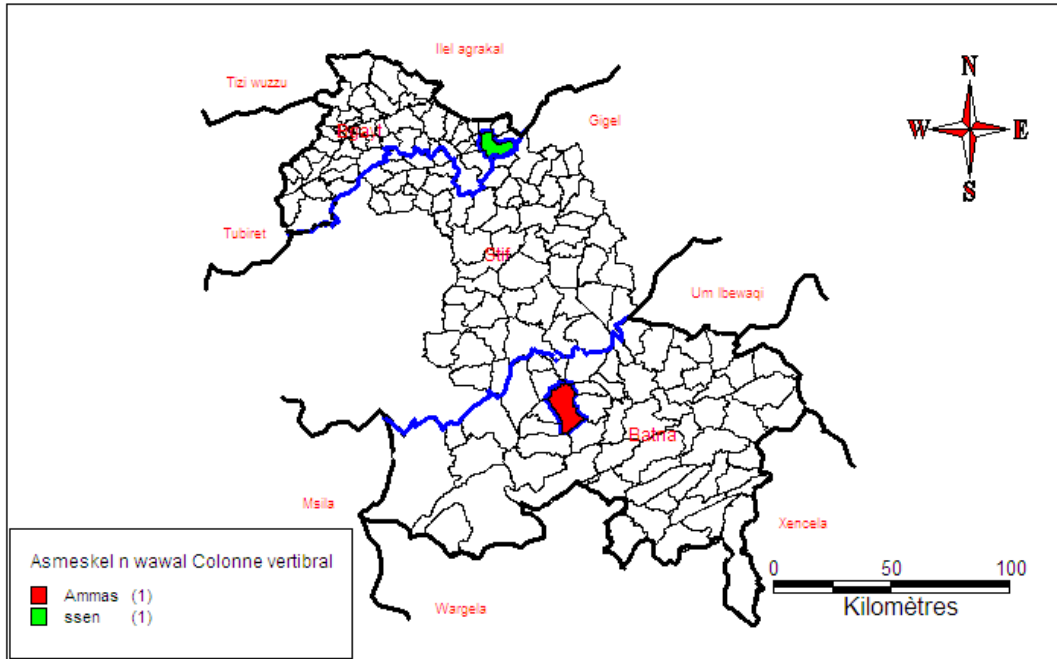 Ilel agrakal
Tizi wuzzu
N
Gigel
Bgayt
W E
S
Tubiret
Stif
Um lbewaqi
Batna
Msila
Xencela
Asmeskel n wawal Colonne vertibral
Ammas (1)
ssen (1)
0 50 100
Kilomètres
Wargela